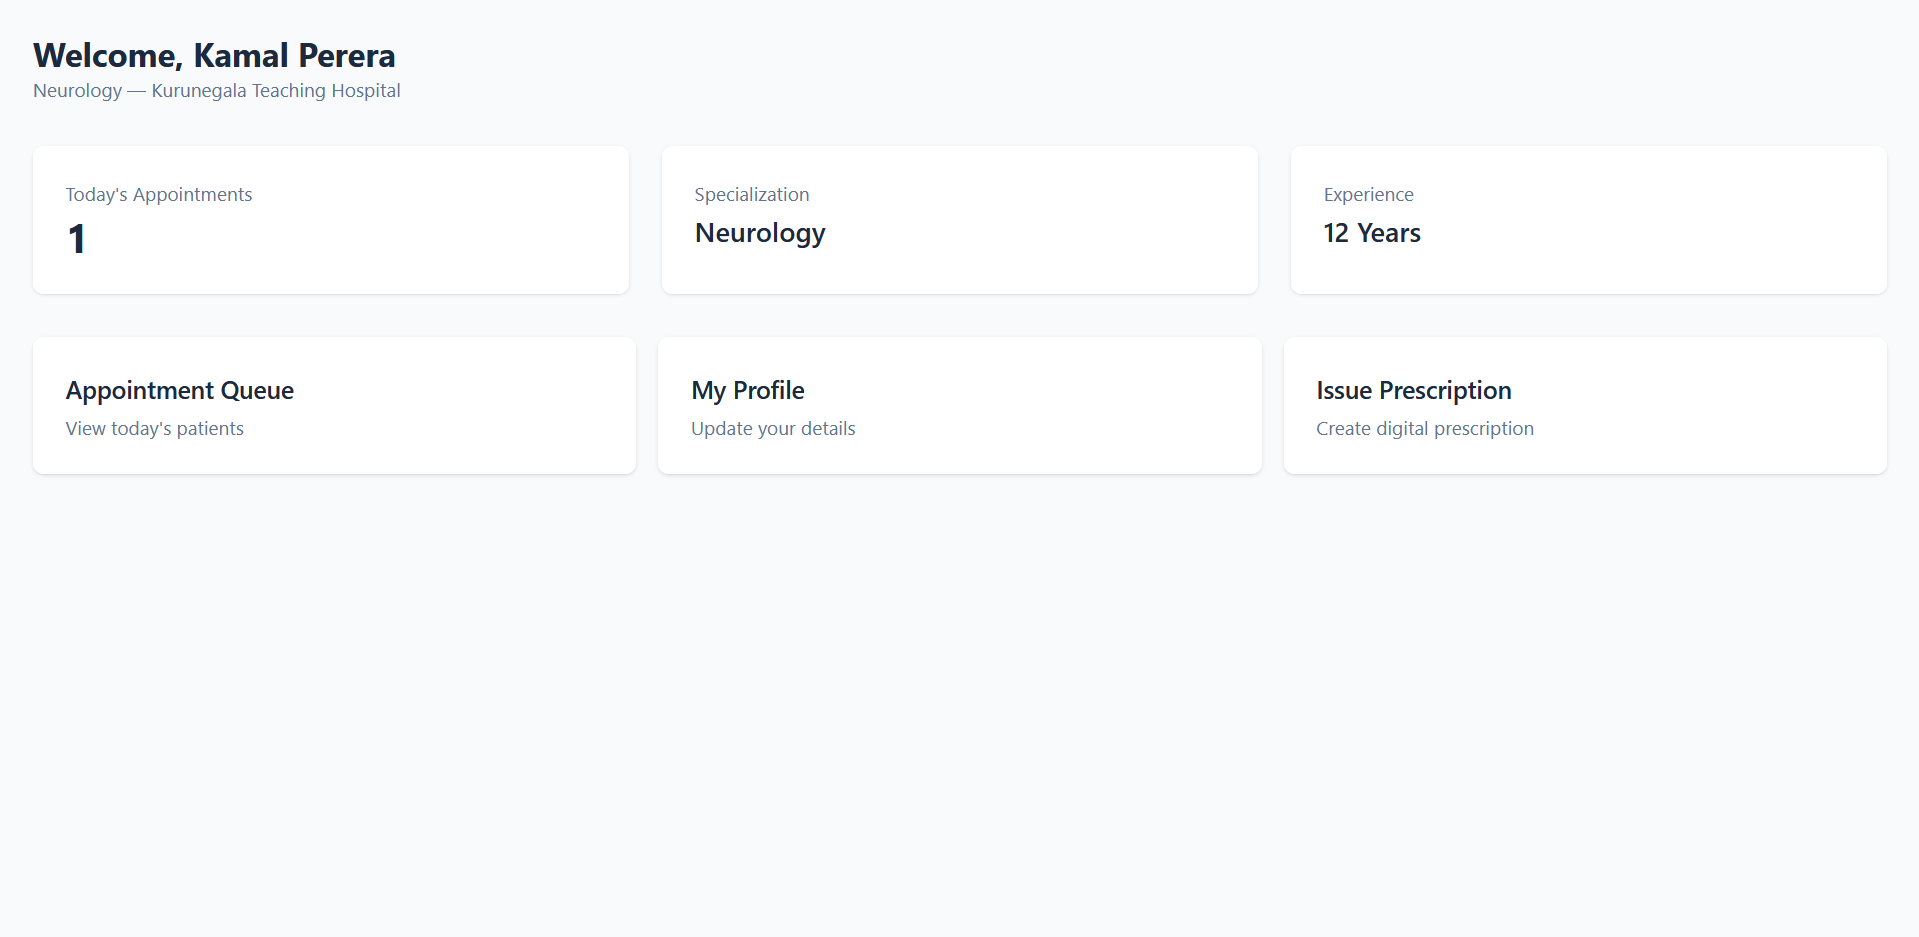 Welcome, Kamal Perera
Neurology — Kurunegala Teaching Hospital
Today's Appointments
1
Specialization
Neurology
Experience
12 Years
Appointment Queue
View today's patients
My Profile
Update your details
Issue Prescription
Create digital prescription